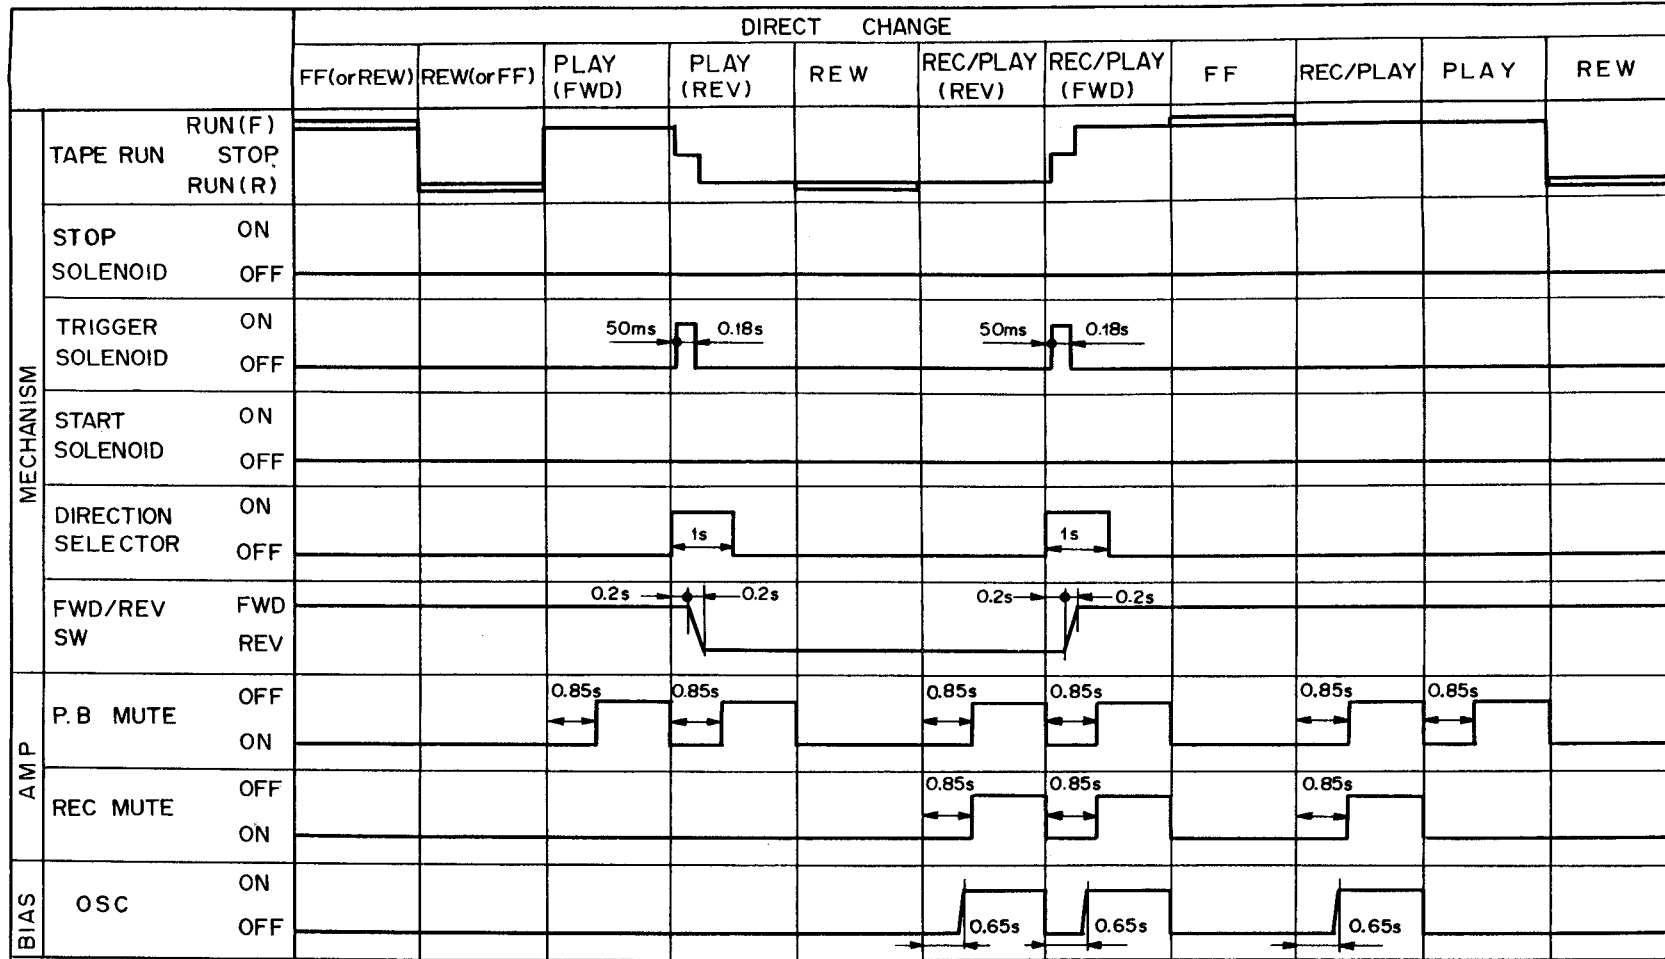 DIRECT CHANGE
FF(orREW) REW(orFF) PLAY (FWD) PLAY (REV) REW REC/PLAY (REV) REC/PLAY (FWD) FF REC/PLAY PLAY REW
MECHANISM
TAPE RUN RUN(F) STOP RUN(R)
STOP SOLENOID ON OFF
TRIGGER SOLENOID ON OFF
50ms 0.18s 50ms 0.18s
START SOLENOID ON OFF
DIRECTION SELECTOR ON OFF
1s 1s
FWD/REV SW FWD REV
0.2s 0.2s 0.2s 0.2s
AMP
P.B MUTE OFF ON
0.85s 0.85s 0.85s 0.85s 0.85s 0.85s
REC MUTE OFF ON
0.85s 0.85s 0.85s
BIAS
OSC ON OFF
0.65s 0.65s 0.65s